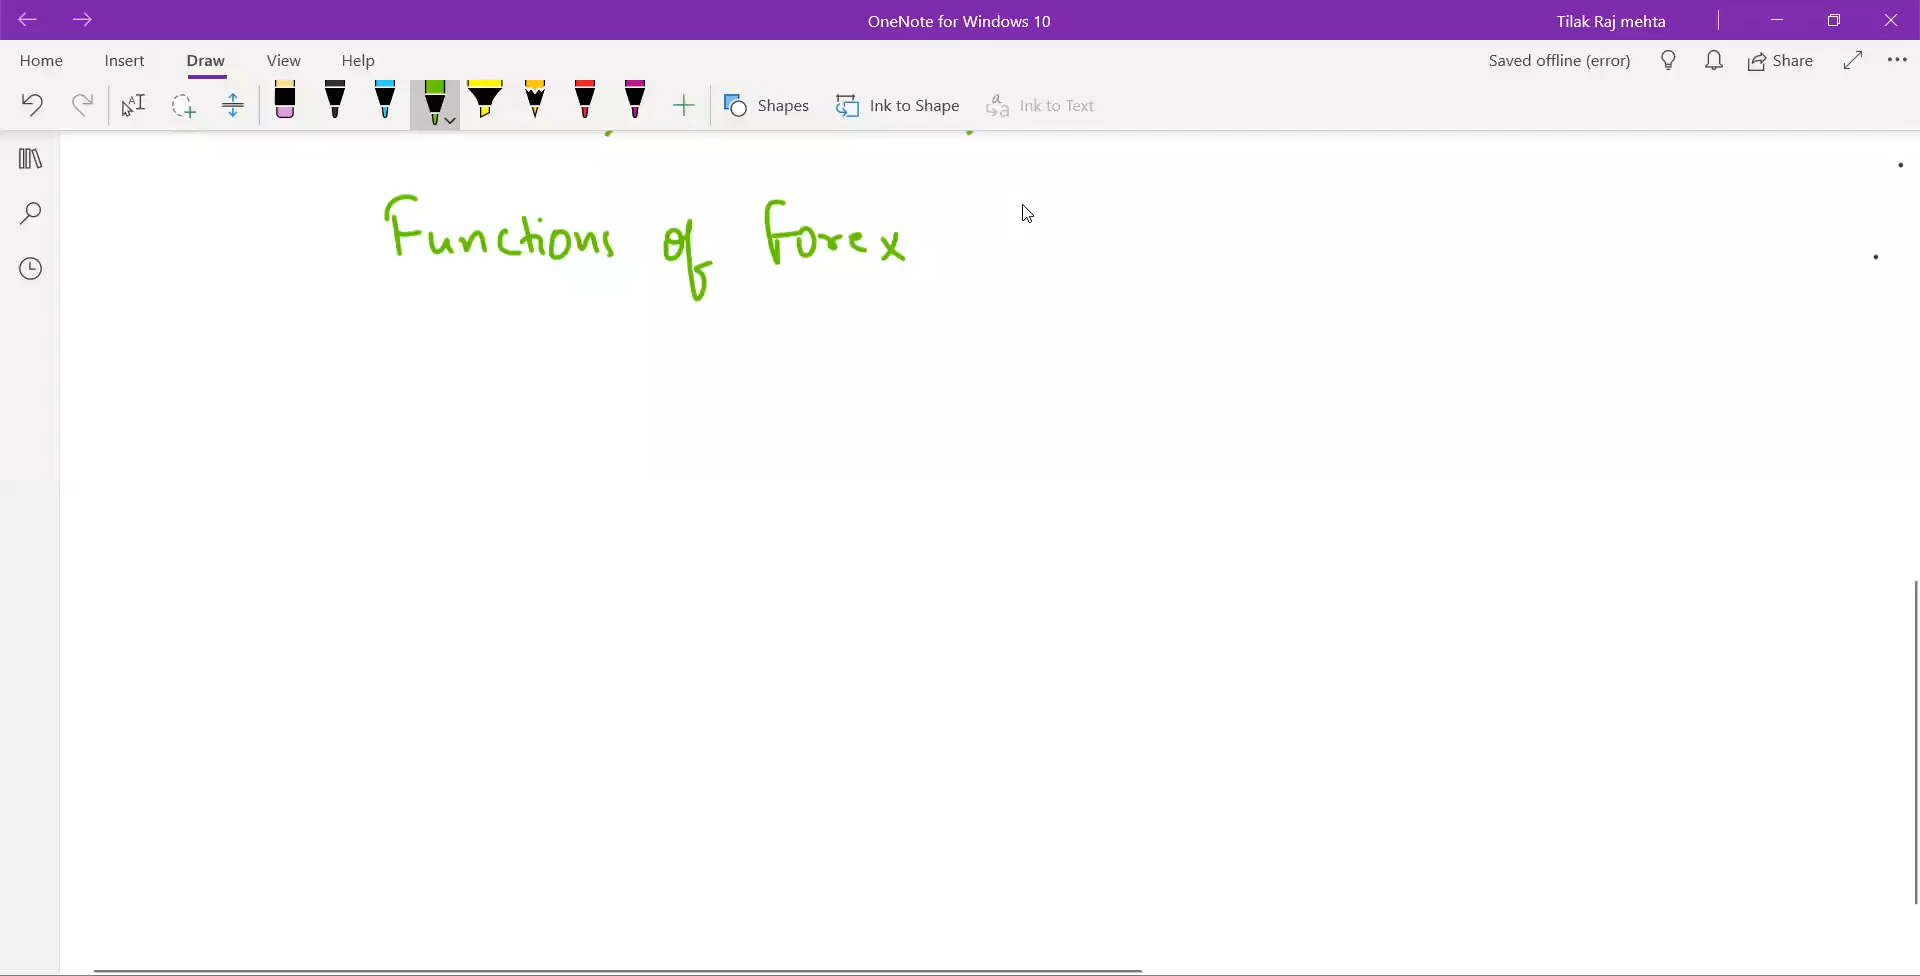 OneNote for Windows 10
Tilak Raj mehta
Home Insert Draw View Help
Saved offline (error) Share
Shapes Ink to Shape Ink to Text
Functions of Forex